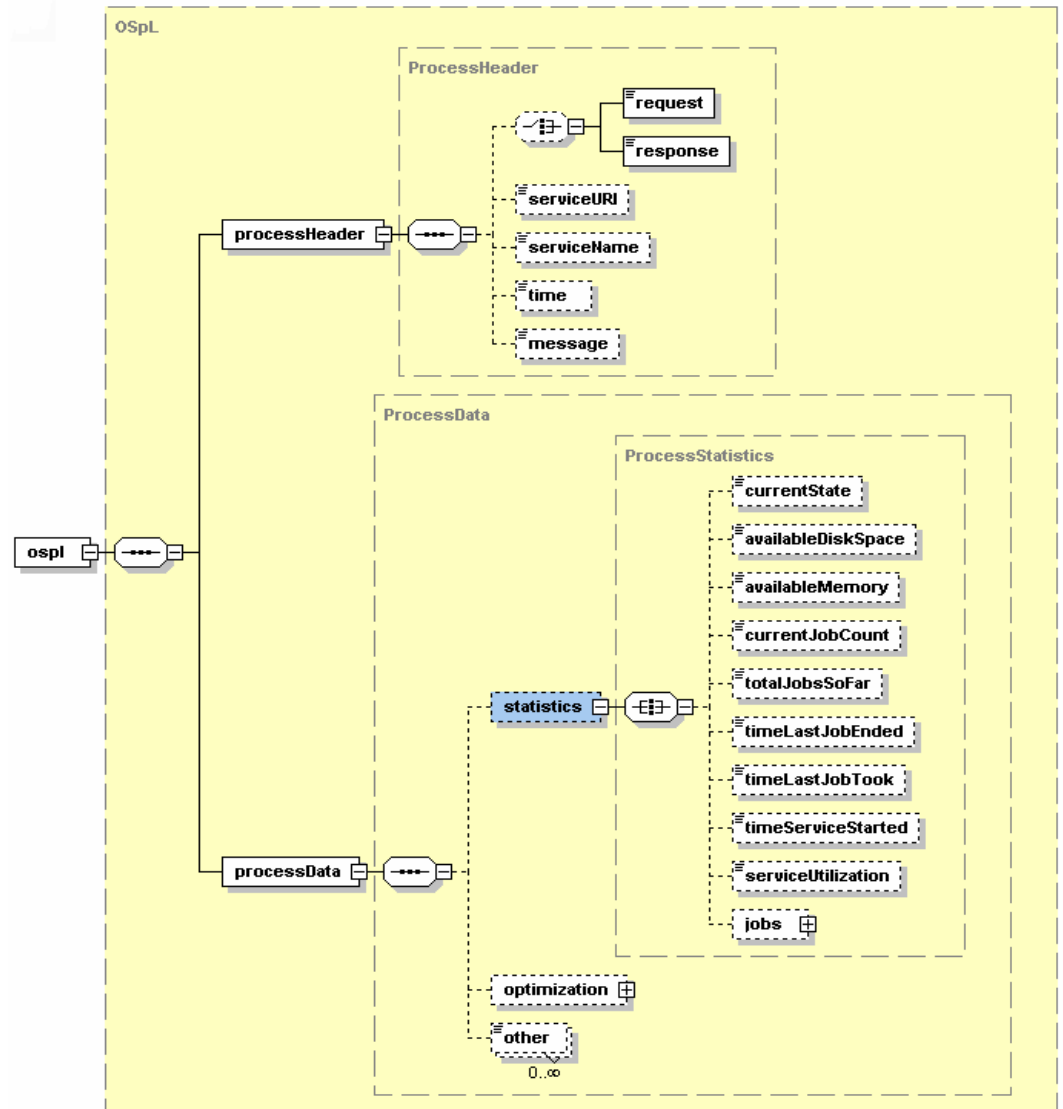 OSpL
ProcessHeader
request
response
serviceURI
serviceName
time
message
processHeader
ProcessData
ProcessStatistics
currentState
availableDiskSpace
availableMemory
currentJobCount
totalJobsSoFar
timeLastJobEnded
timeLastJobTook
timeServiceStarted
serviceUtilization
jobs
statistics
ospl
processData
optimization
other
0..∞